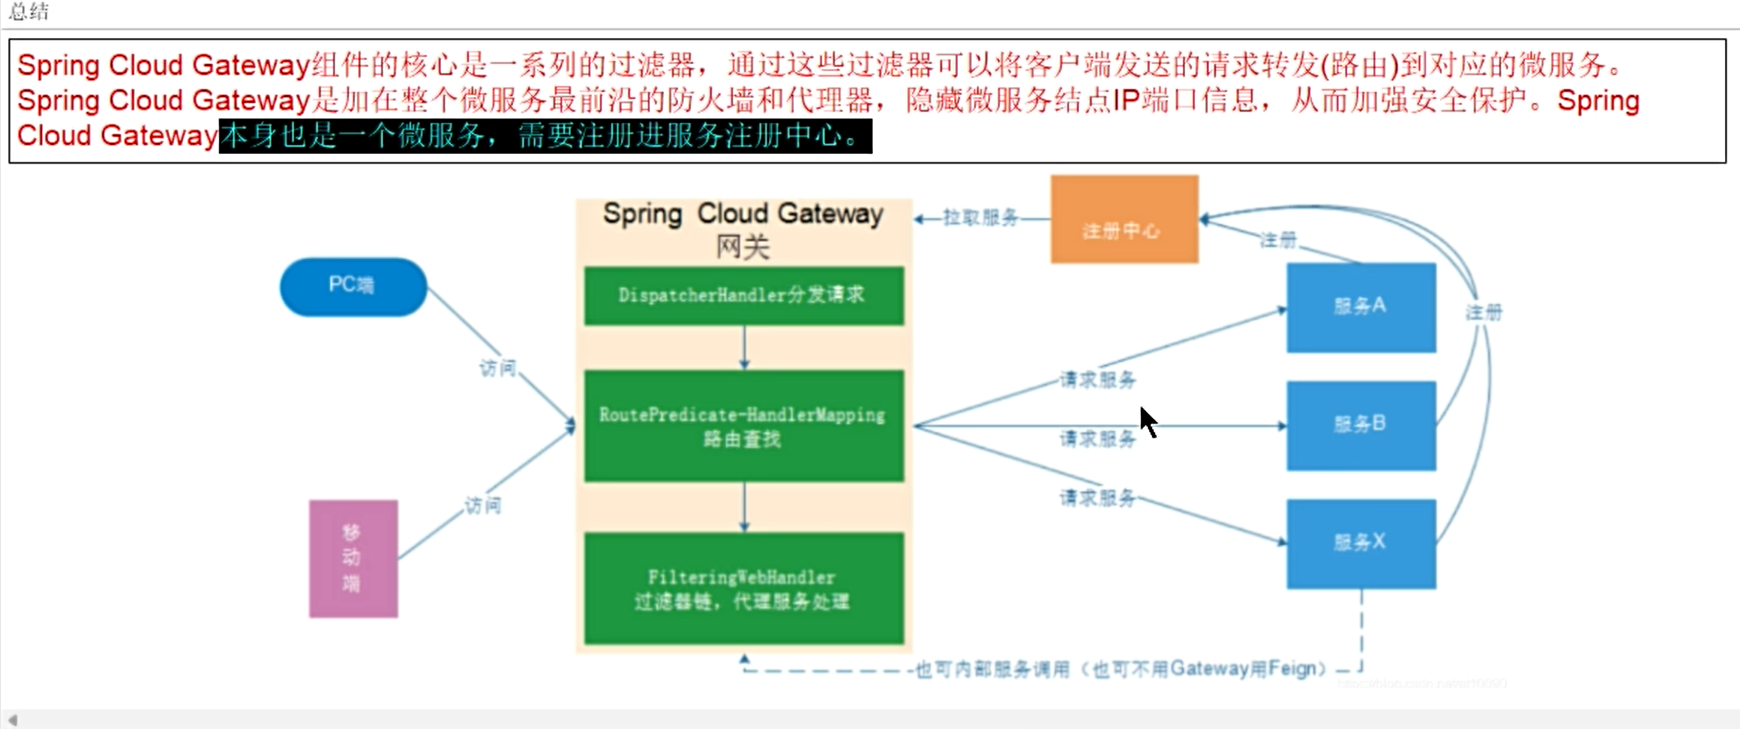 总结
Spring Cloud Gateway组件的核心是一系列的过滤器，通过这些过滤器可以将客户端发送的请求转发(路由)到对应的微服务。
Spring Cloud Gateway是加在整个微服务最前沿的防火墙和代理器，隐藏微服务结点IP端口信息，从而加强安全保护。Spring
Cloud Gateway本身也是一个微服务，需要注册进服务注册中心。
Spring Cloud Gateway
网关
拉取服务
注册中心
注册
PC端
DispatcherHandler分发请求
服务A
注册
访问
请求服务
RoutePredicate-HandlerMapping
路由查找
请求服务
服务B
访问
请求服务
移
动
端
服务X
FilteringWebHandler
过滤器链，代理服务处理
也可内部服务调用（也可不用Gateway用Feign）